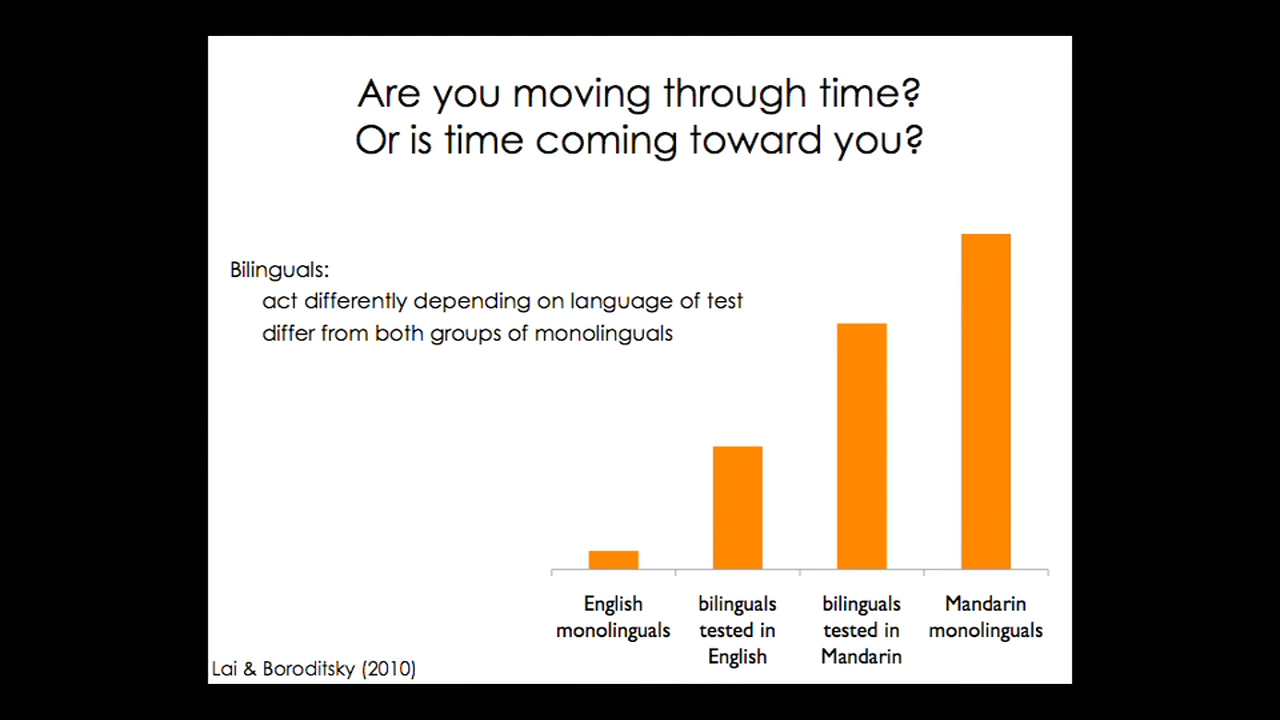 Are you moving through time?
Or is time coming toward you?
Bilinguals:
act differently depending on language of test
differ from both groups of monolinguals
English
monolinguals
bilinguals
tested in
English
bilinguals
tested in
Mandarin
Mandarin
monolinguals
Lai & Boroditsky (2010)